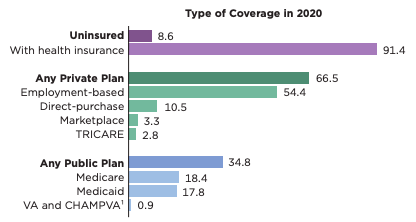 Type of Coverage in 2020
Uninsured 8.6
With health insurance 91.4
Any Private Plan 66.5
Employment-based 54.4
Direct-purchase 10.5
Marketplace 3.3
TRICARE 2.8
Any Public Plan 34.8
Medicare 18.4
Medicaid 17.8
VA and CHAMPVA¹ 0.9